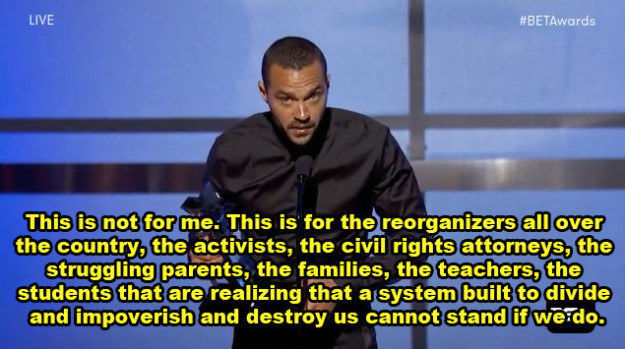 LIVE
#BETAwards
This is not for me. This is for the reorganizers all over
the country, the activists, the civil rights attorneys, the
struggling parents, the families, the teachers, the
students that are realizing that a system built to divide
and impoverish and destroy us cannot stand if we do.